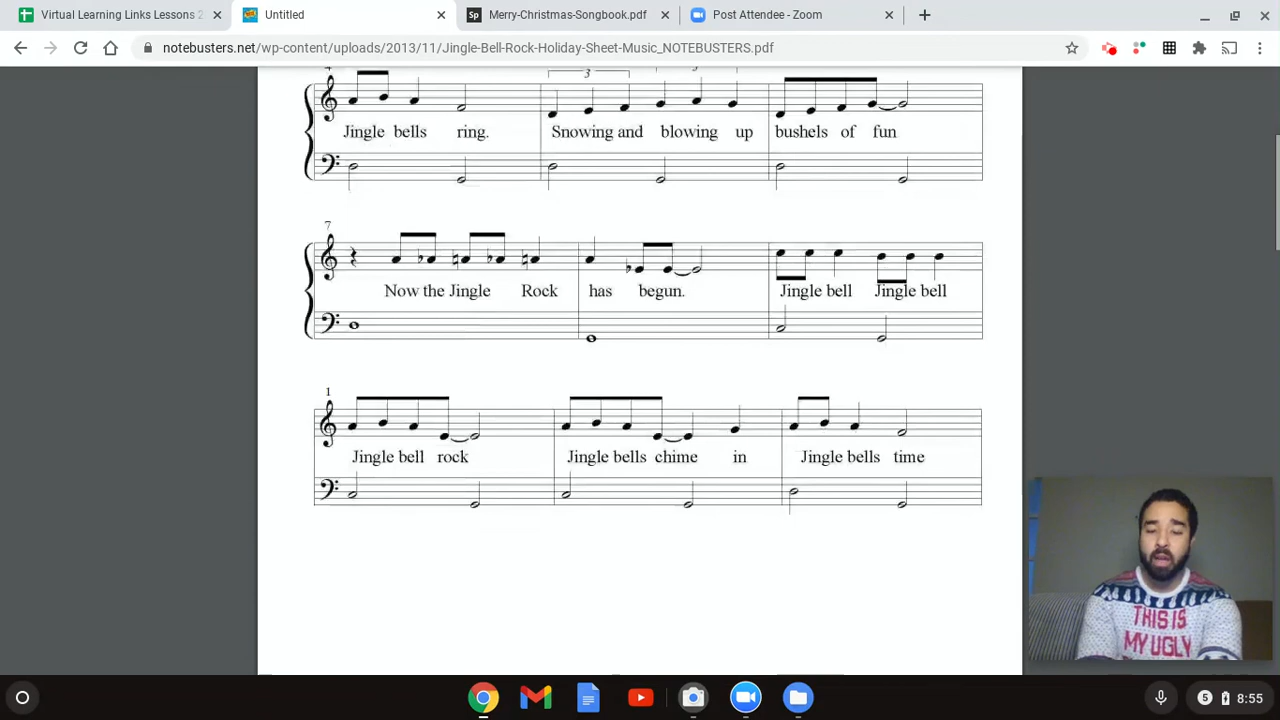 Virtual Learning Links Lessons 2
Untitled
Merry-Christmas-Songbook.pdf
Post Attendee - Zoom
notebusters.net/wp-content/uploads/2013/11/Jingle-Bell-Rock-Holiday-Sheet-Music_NOTEBUSTERS.pdf
3
Jingle bells ring. Snowing and blowing up bushels of fun
7
Now the Jingle Rock has begun. Jingle bell Jingle bell
1
Jingle bell rock Jingle bells chime in Jingle bells time
THIS IS
MY UGLY
5 8:55